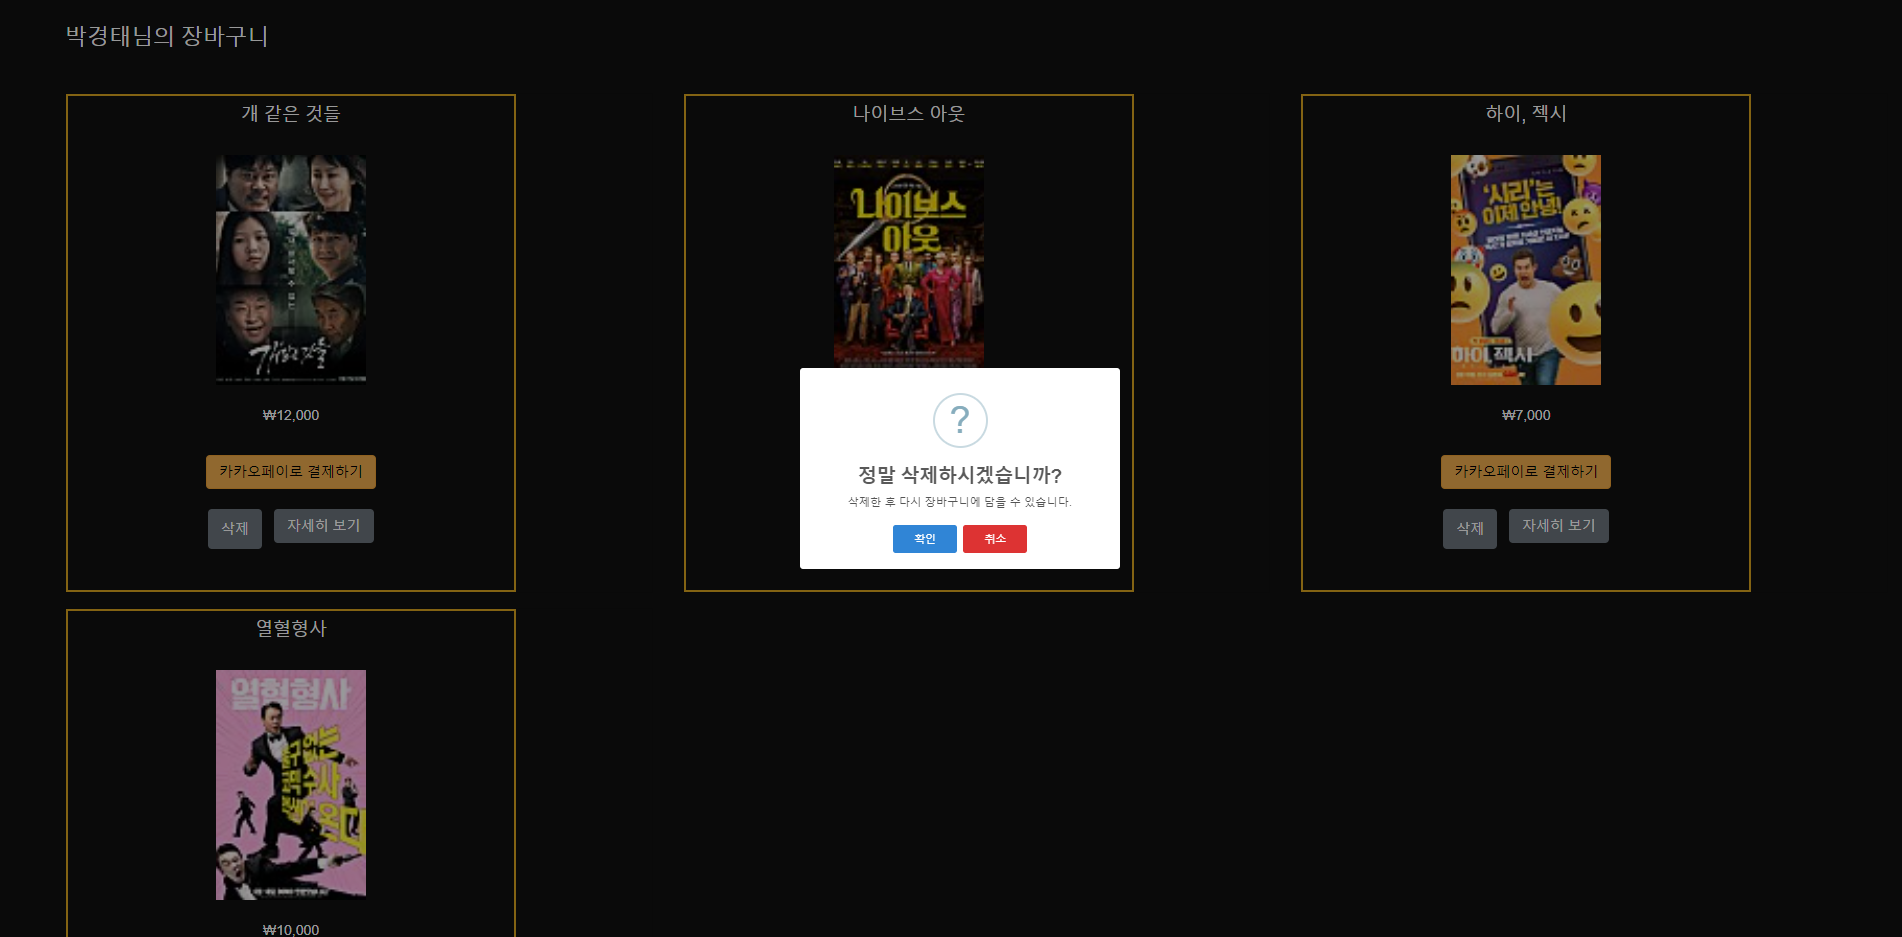 박경태님의 장바구니
개 같은 것들
개같은 것들
₩12,000
카카오페이로 결제하기
삭제
자세히 보기
나이브스 아웃
나이브스
아웃
하이, 젝시
'시리'는
이제 안녕!
하이, 젝시
₩7,000
카카오페이로 결제하기
삭제
자세히 보기
?
정말 삭제하시겠습니까?
삭제한 후 다시 장바구니에 담을 수 있습니다.
확인
취소
열혈형사
열혈형사
₩10,000